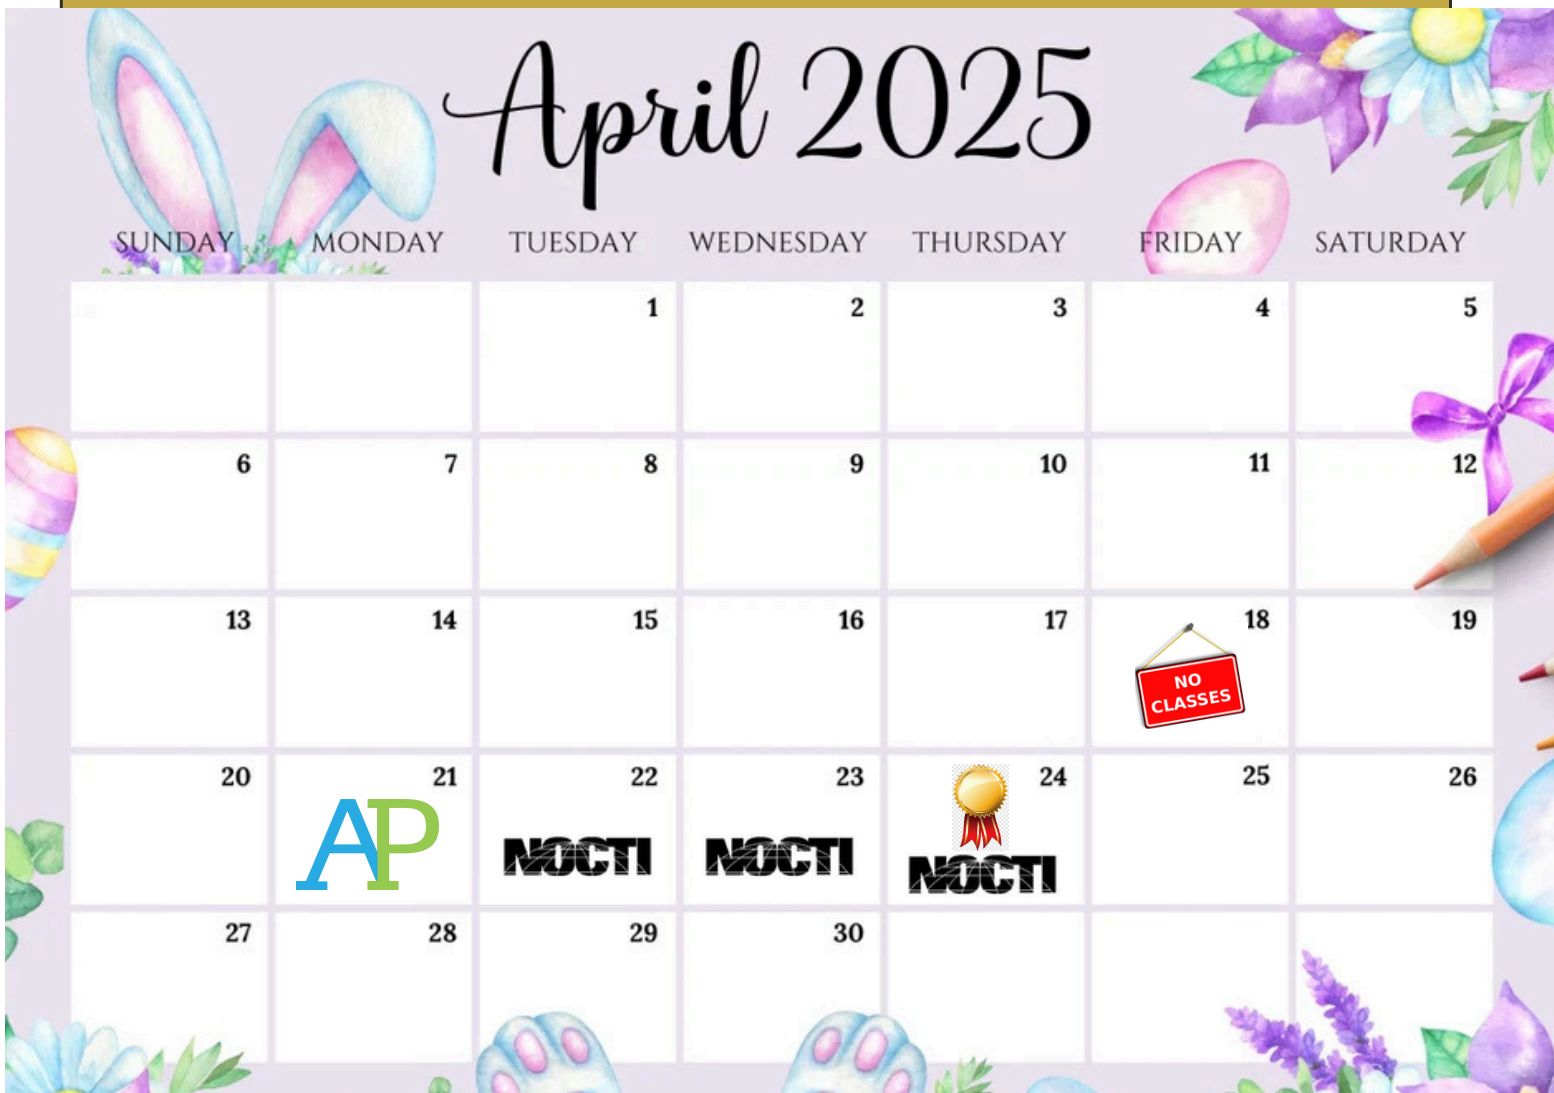 April 2025
SUNDAY MONDAY TUESDAY WEDNESDAY THURSDAY FRIDAY SATURDAY
1 2 3 4 5
6 7 8 9 10 11 12
13 14 15 16 17 18 19
NO
CLASSES
20 21 22 23 24 25 26
AP NOCTI NOCTI NOCTI
27 28 29 30